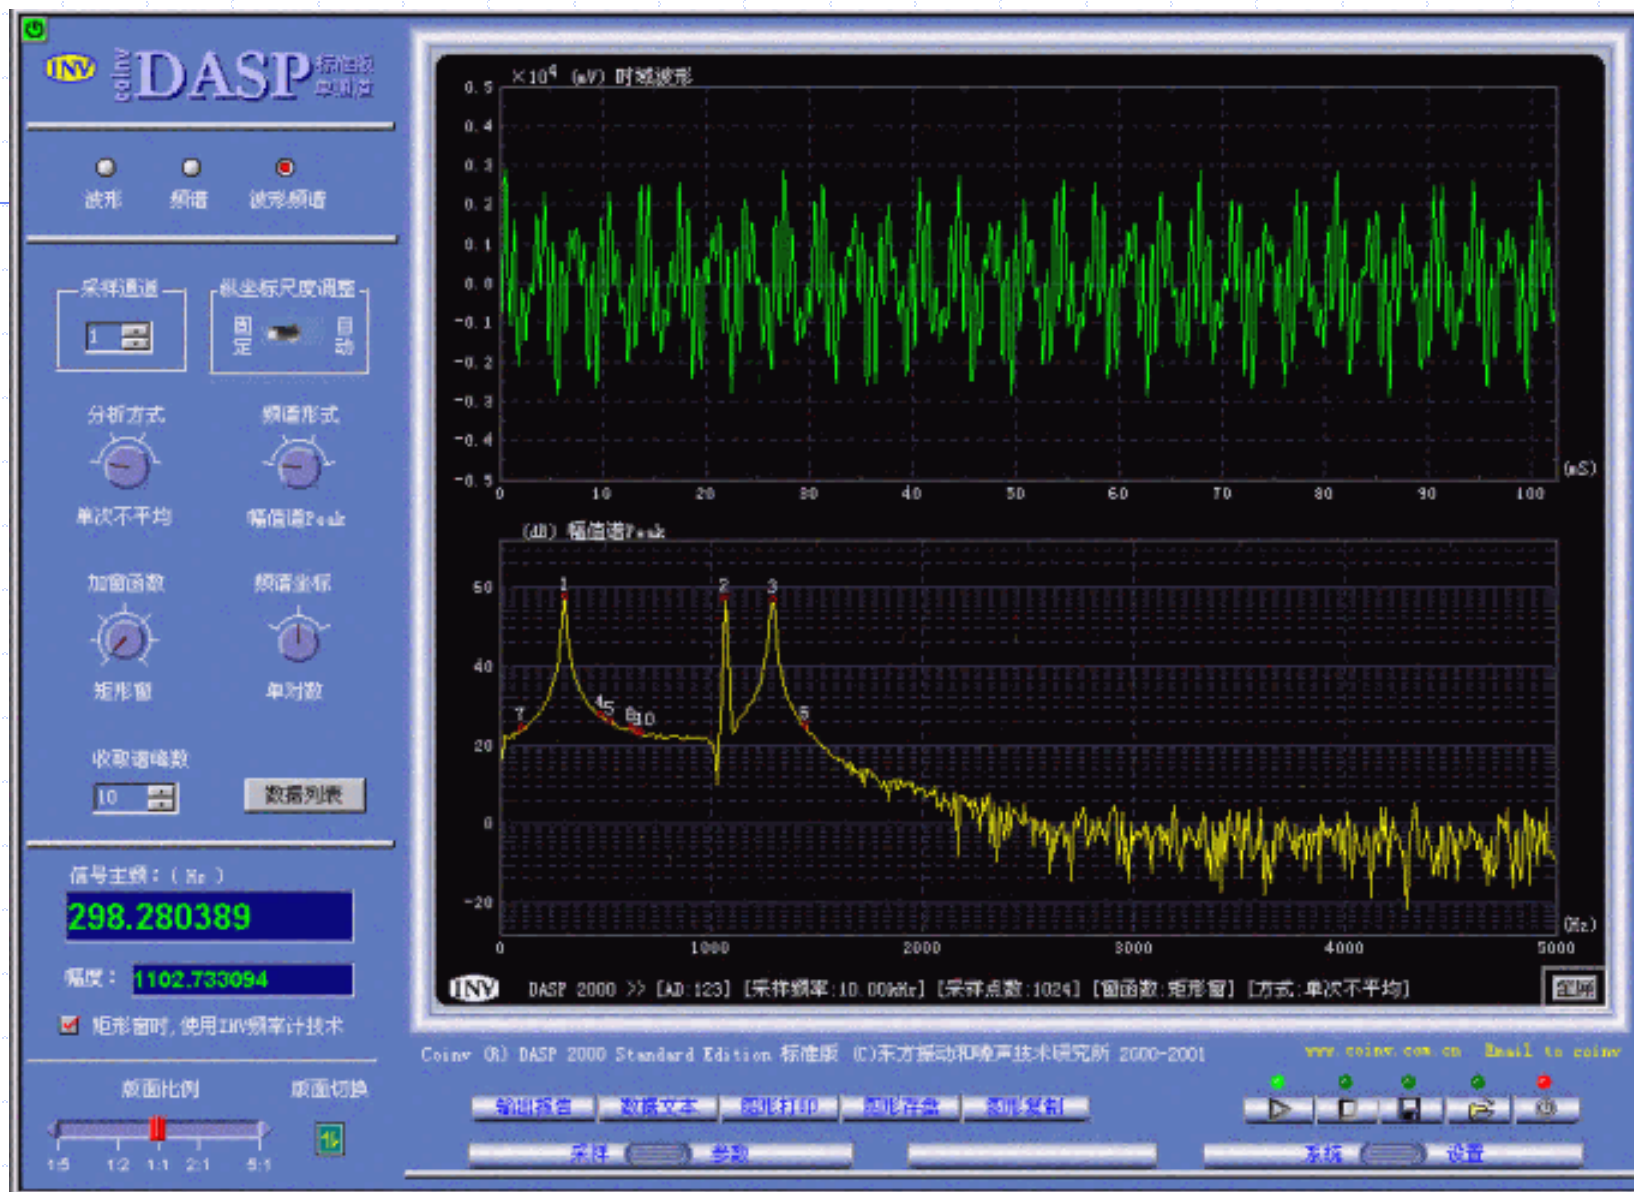 INV coinv DASP 标准版
单通道
波形 频谱 波形频谱
采样通道 纵坐标尺度调整
1 固定 自动
分析方式 频谱形式
单次不平均 幅值谱Peak
加窗函数 频谱坐标
矩形窗 单对数
收取谱峰数
10 数据列表
信号主频：( Hz )
298.280389
幅度： 1102.733094
矩形窗时,使用INV频率计技术
版面比例 版面切换
1:5 1:2 1:1 2:1 5:1
×10⁴ (mV) 时域波形
0.5
0.4
0.3
0.2
0.1
0.0
-0.1
-0.2
-0.3
-0.4
-0.5
(mS)
0 10 20 30 40 50 60 70 80 90 100
(dB) 幅值谱Peak
1 2 3
60
40
4 5 7 10
20
0
-20
(Hz)
0 1000 2000 3000 4000 5000
INV DASP 2000 >> [AD:123] [采样频率:10.00kHz] [采样点数:1024] [窗函数:矩形窗] [方式:单次不平均] 全屏
Coinv (R) DASP 2000 Standard Edition 标准版 (C)东方振动和噪声技术研究所 2000-2001 www.coinv.com.cn Email to coinv
输出报告 数据文本 图形打印 图形存盘 图形复制
采样 参数 系统 设置